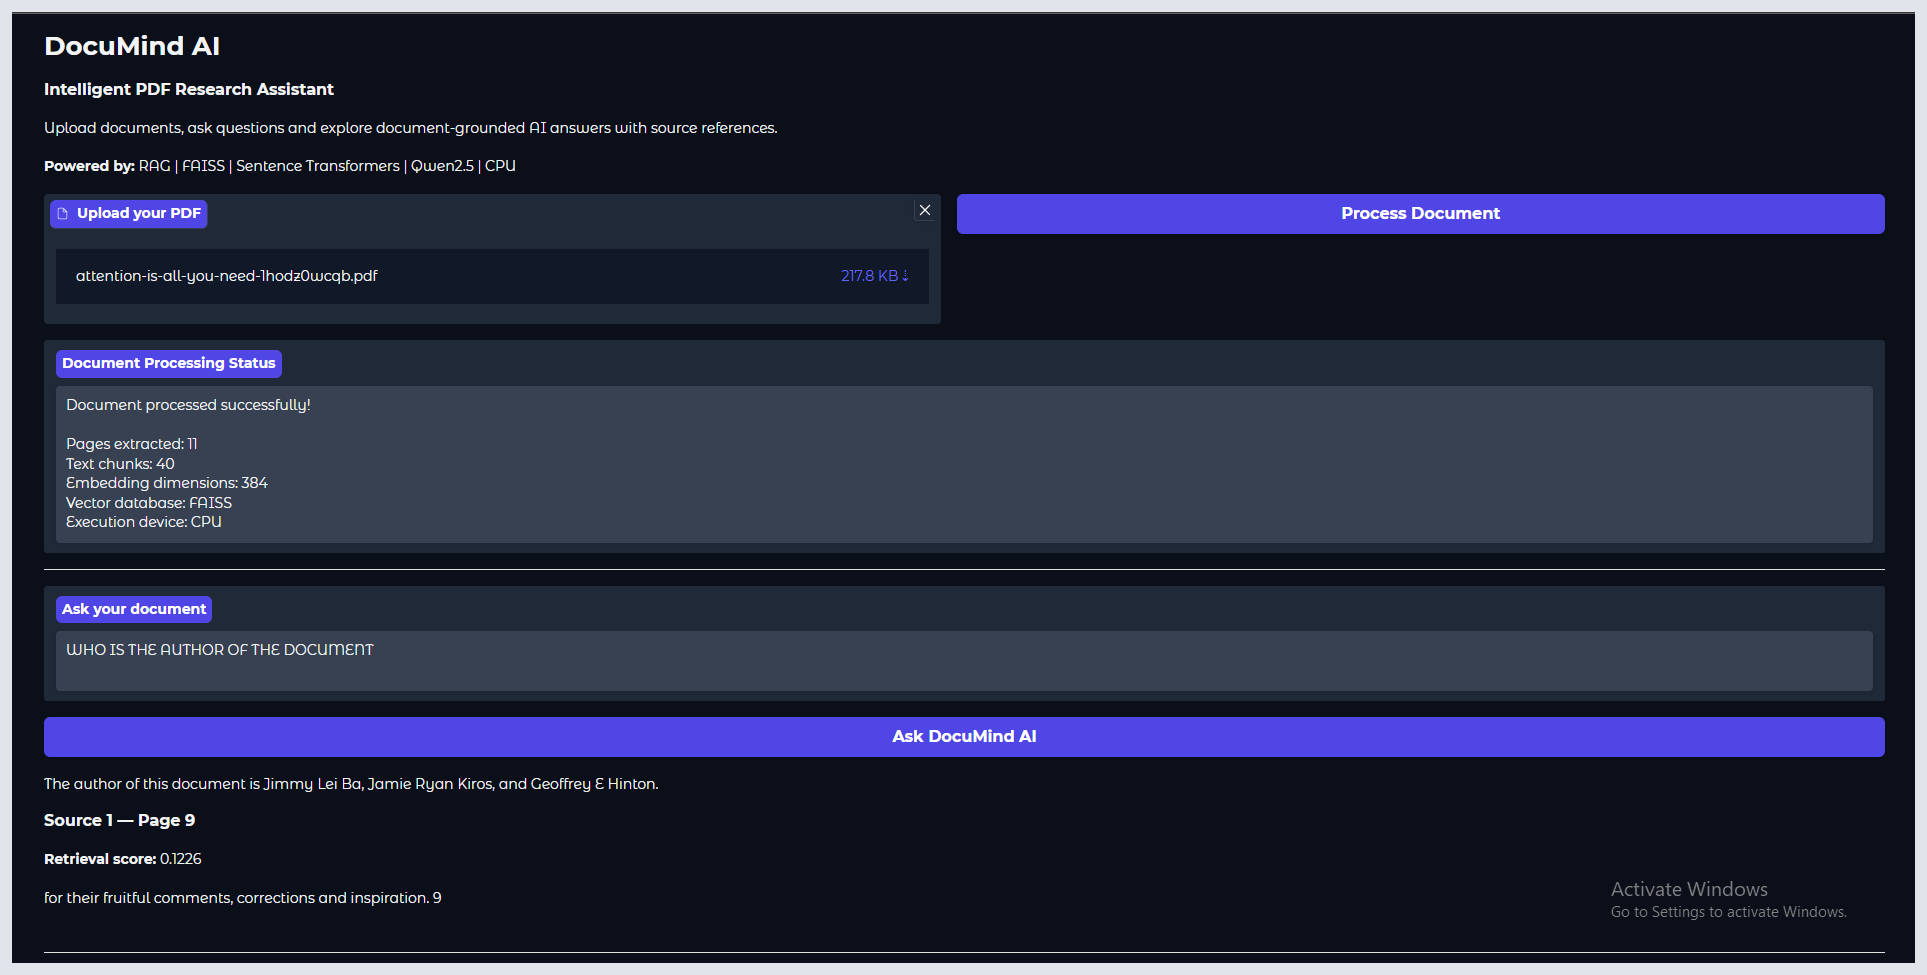 DocuMind AI
Intelligent PDF Research Assistant
Upload documents, ask questions and explore document-grounded AI answers with source references.
Powered by: RAG | FAISS | Sentence Transformers | Qwen2.5 | CPU
Upload your PDF
Process Document
attention-is-all-you-need-1hodz0wcqb.pdf 217.8 KB ⇣
Document Processing Status
Document processed successfully!
Pages extracted: 11
Text chunks: 40
Embedding dimensions: 384
Vector database: FAISS
Execution device: CPU
Ask your document
WHO IS THE AUTHOR OF THE DOCUMENT
Ask DocuMind AI
The author of this document is Jimmy Lei Ba, Jamie Ryan Kiros, and Geoffrey E Hinton.
Source 1 — Page 9
Retrieval score: 0.1226
for their fruitful comments, corrections and inspiration. 9
Activate Windows
Go to Settings to activate Windows.